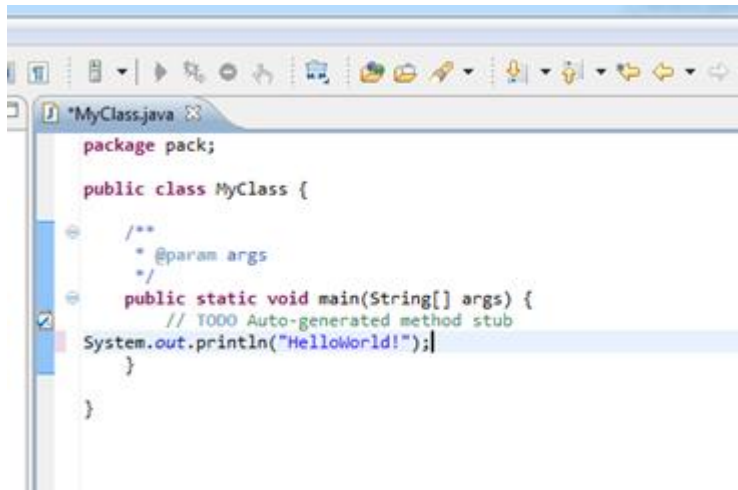 *MyClass.java
package pack;
public class MyClass {
/**
* @param args
*/
public static void main(String[] args) {
// TODO Auto-generated method stub
System.out.println("HelloWorld!");
}
}